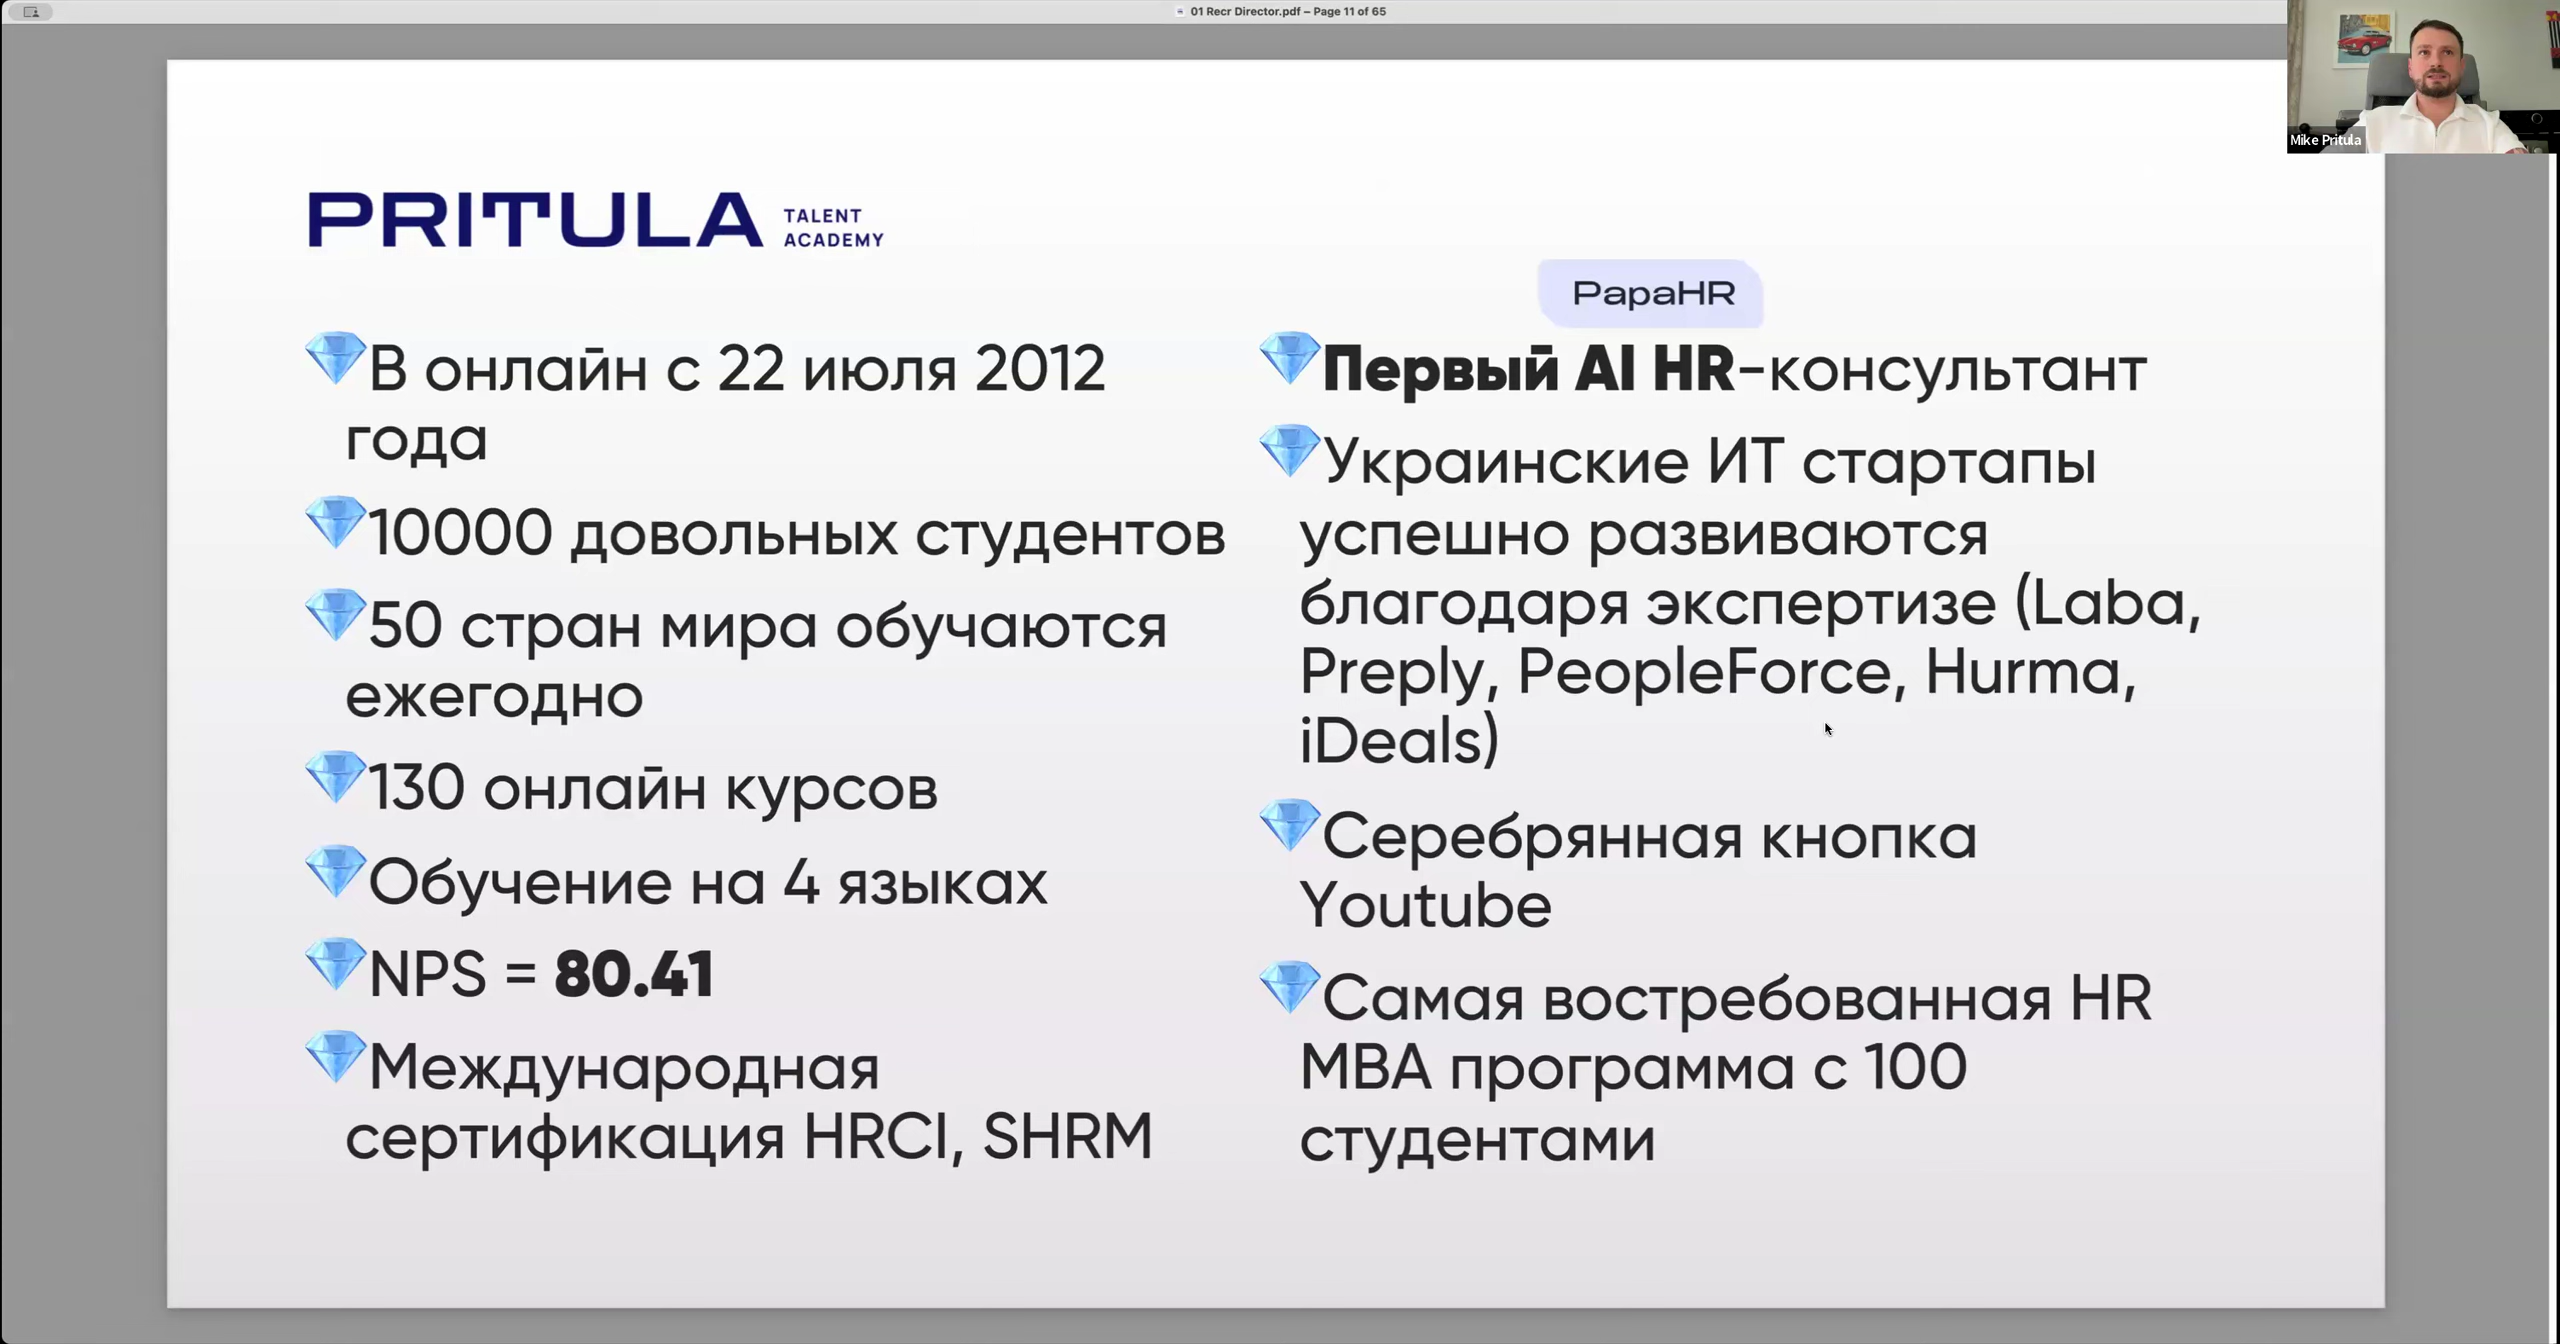 01 Recr Director.pdf – Page 11 of 65
Mike Pritula
PRITULA
TALENT
ACADEMY
В онлайн с 22 июля 2012
года
10000 довольных студентов
50 стран мира обучаются
ежегодно
130 онлайн курсов
Обучение на 4 языках
NPS = 80.41
Международная
сертификация HRCI, SHRM
PapaHR
Первый AI HR-консультант
Украинские ИТ стартапы
успешно развиваются
благодаря экспертизе (Laba,
Preply, PeopleForce, Hurma,
iDeals)
Серебрянная кнопка
Youtube
Самая востребованная HR
MBA программа с 100
студентами